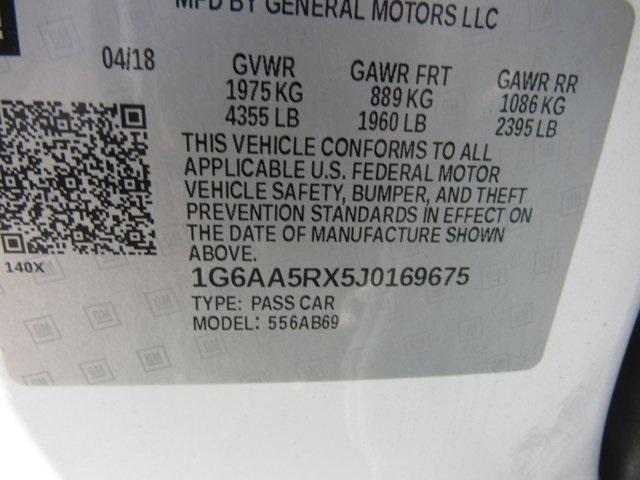 MFD BY GENERAL MOTORS LLC
04/18 GVWR GAWR FRT GAWR RR
1975 KG 889 KG 1086 KG
4355 LB 1960 LB 2395 LB
THIS VEHICLE CONFORMS TO ALL
APPLICABLE U.S. FEDERAL MOTOR
VEHICLE SAFETY, BUMPER, AND THEFT
PREVENTION STANDARDS IN EFFECT ON
THE DATE OF MANUFACTURE SHOWN
ABOVE.
140X
1G6AA5RX5J0169675
TYPE: PASS CAR
MODEL: 556AB69